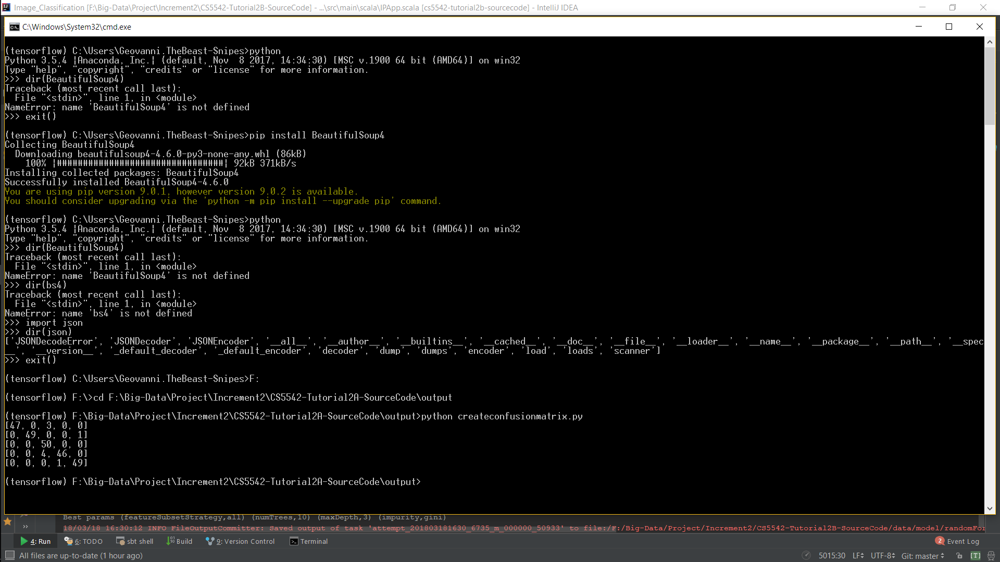 Image_Classification [F:\Big-Data\Project\Increment2\CS5542-Tutorial2B-SourceCode] - ...\src\main\scala\IPApp.scala [cs5542-tutorial2b-sourcecode] - IntelliJ IDEA
C:\Windows\System32\cmd.exe
(tensorflow) C:\Users\Geovanni.TheBeast-Snipes>python
Python 3.5.4 |Anaconda, Inc.| (default, Nov  8 2017, 14:34:30) [MSC v.1900 64 bit (AMD64)] on win32
Type "help", "copyright", "credits" or "license" for more information.
>>> dir(BeautifulSoup4)
Traceback (most recent call last):
  File "<stdin>", line 1, in <module>
NameError: name 'BeautifulSoup4' is not defined
>>> exit()
(tensorflow) C:\Users\Geovanni.TheBeast-Snipes>pip install BeautifulSoup4
Collecting BeautifulSoup4
  Downloading beautifulsoup4-4.6.0-py3-none-any.whl (86kB)
    100% |################################| 92kB 371kB/s
Installing collected packages: BeautifulSoup4
Successfully installed BeautifulSoup4-4.6.0
You are using pip version 9.0.1, however version 9.0.2 is available.
You should consider upgrading via the 'python -m pip install --upgrade pip' command.
(tensorflow) C:\Users\Geovanni.TheBeast-Snipes>python
Python 3.5.4 |Anaconda, Inc.| (default, Nov  8 2017, 14:34:30) [MSC v.1900 64 bit (AMD64)] on win32
Type "help", "copyright", "credits" or "license" for more information.
>>> dir(BeautifulSoup4)
Traceback (most recent call last):
  File "<stdin>", line 1, in <module>
NameError: name 'BeautifulSoup4' is not defined
>>> dir(bs4)
Traceback (most recent call last):
  File "<stdin>", line 1, in <module>
NameError: name 'bs4' is not defined
>>> import json
>>> dir(json)
['JSONDecodeError', 'JSONDecoder', 'JSONEncoder', '__all__', '__author__', '__builtins__', '__cached__', '__doc__', '__file__', '__loader__', '__name__', '__package__', '__path__', '__spec
__', '__version__', '_default_decoder', '_default_encoder', 'decoder', 'dump', 'dumps', 'encoder', 'load', 'loads', 'scanner']
>>> exit()
(tensorflow) C:\Users\Geovanni.TheBeast-Snipes>F:
(tensorflow) F:\>cd F:\Big-Data\Project\Increment2\CS5542-Tutorial2A-SourceCode\output
(tensorflow) F:\Big-Data\Project\Increment2\CS5542-Tutorial2A-SourceCode\output>python createconfusionmatrix.py
[47, 0, 3, 0, 0]
[0, 49, 0, 0, 1]
[0, 0, 50, 0, 0]
[0, 0, 4, 46, 0]
[0, 0, 0, 1, 49]
(tensorflow) F:\Big-Data\Project\Increment2\CS5542-Tutorial2A-SourceCode\output>
Best params (featureSubsetStrategy,all) (numTrees,10) (maxDepth,3) (impurity,gini)
18/03/18 16:30:12 INFO FileOutputCommitter: Saved output of task 'attempt_201803181630_6735_m_000000_50933' to file:/F:/Big-Data/Project/Increment2/CS5542-Tutorial2B-SourceCode/data/model/randomFor
4: Run 6: TODO sbt shell Build 9: Version Control Terminal 2 Event Log
All files are up-to-date (1 hour ago) 5015:30 LF UTF-8 Git: master [T]